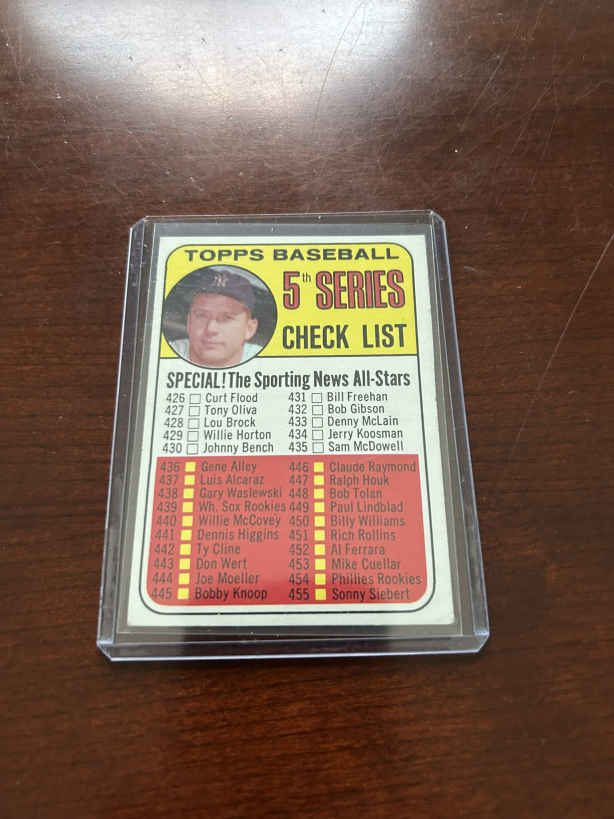 TOPPS BASEBALL
NY
5th SERIES
CHECK LIST
SPECIAL! The Sporting News All-Stars
426 Curt Flood
427 Tony Oliva
428 Lou Brock
429 Willie Horton
430 Johnny Bench
431 Bill Freehan
432 Bob Gibson
433 Denny McLain
434 Jerry Koosman
435 Sam McDowell
436 Gene Alley
437 Luis Alcaraz
438 Gary Waslewski
439 Wh. Sox Rookies
440 Willie McCovey
441 Dennis Higgins
442 Ty Cline
443 Don Wert
444 Joe Moeller
445 Bobby Knoop
446 Claude Raymond
447 Ralph Houk
448 Bob Tolan
449 Paul Lindblad
450 Billy Williams
451 Rich Rollins
452 Al Ferrara
453 Mike Cuellar
454 Phillies Rookies
455 Sonny Siebert